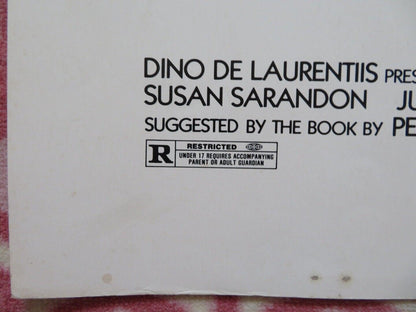 DINO DE LAURENTIIS PRES
SUSAN SARANDON JU
SUGGESTED BY THE BOOK BY PE
R RESTRICTED
UNDER 17 REQUIRES ACCOMPANYING
PARENT OR ADULT GUARDIAN